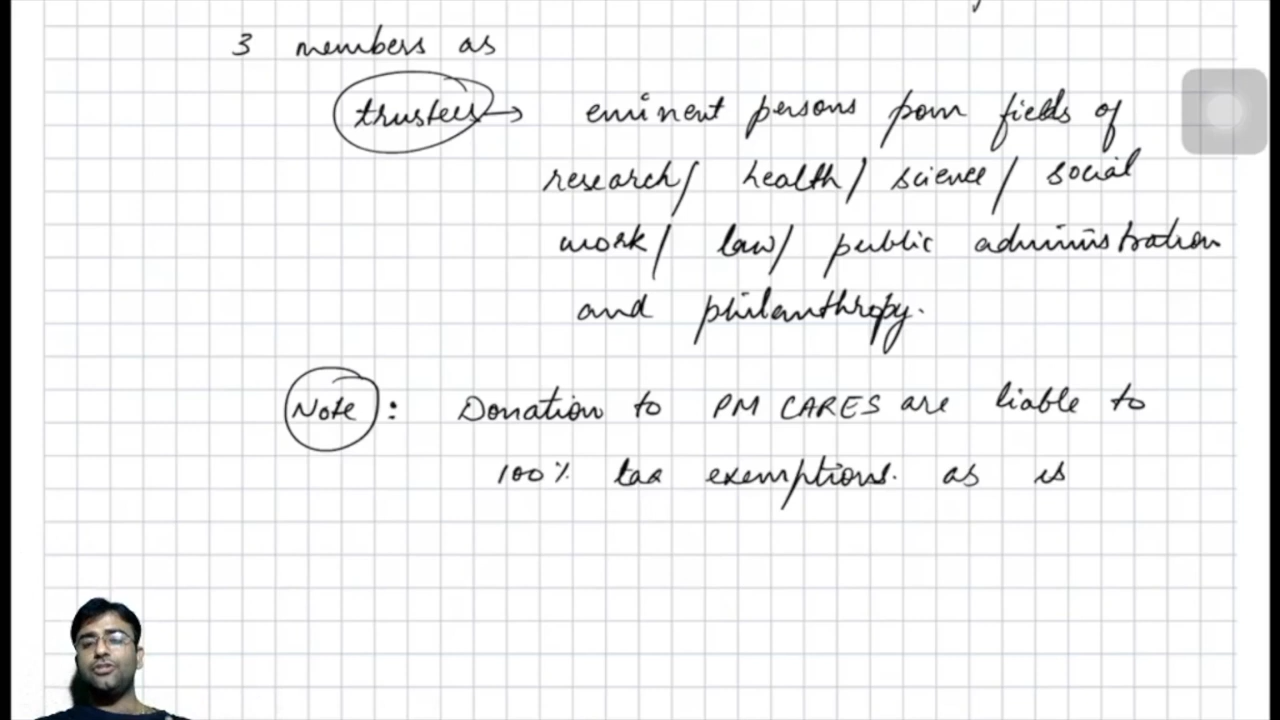 3 members as
trustees → eminent persons from fields of
research/ health/ science/ social
work/ law/ public administration
and philanthropy.
Note : Donation to PM CARES are liable to
100% tax exemptions. as is